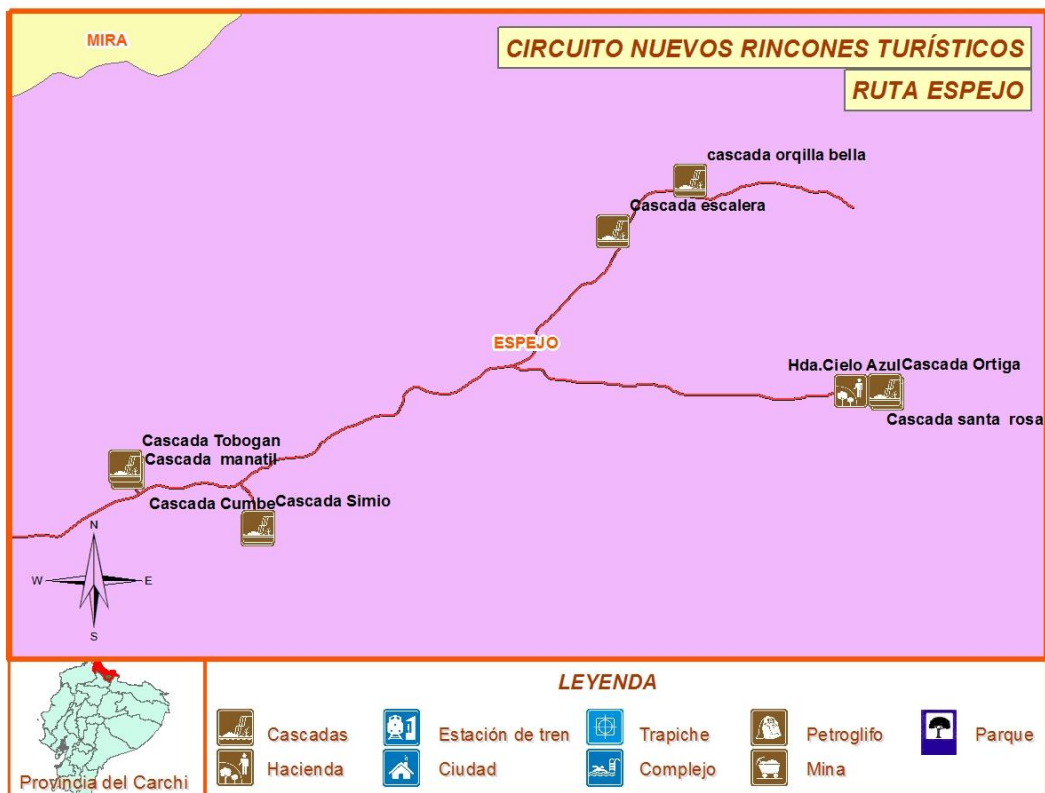 MIRA
CIRCUITO NUEVOS RINCONES TURÍSTICOS
RUTA ESPEJO
cascada orqilla bella
Cascada escalera
ESPEJO
Hda.Cielo Azul
Cascada Ortiga
Cascada santa rosa
Cascada Tobogan
Cascada manatil
Cascada Cumbe
Cascada Simio
N
W
E
S
LEYENDA
Cascadas
Estación de tren
Trapiche
Petroglifo
Parque
Hacienda
Ciudad
Complejo
Mina
Provincia del Carchi